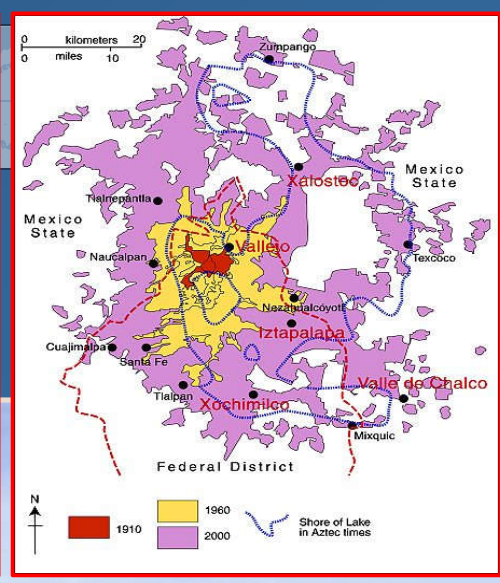 0 kilometers 20
0 miles 10
Zumpango
Xalostoc
Mexico
State
Tlalnepantla
Mexico
State
Vallejo
Texcoco
Naucalpan
Nezahualcóyotl
Iztapalapa
Cuajimalpa
Santa Fe
Valle de Chalco
Tlalpan
Xochimilco
Mixquic
Federal District
N
1910
1960
2000
Shore of Lake
in Aztec times